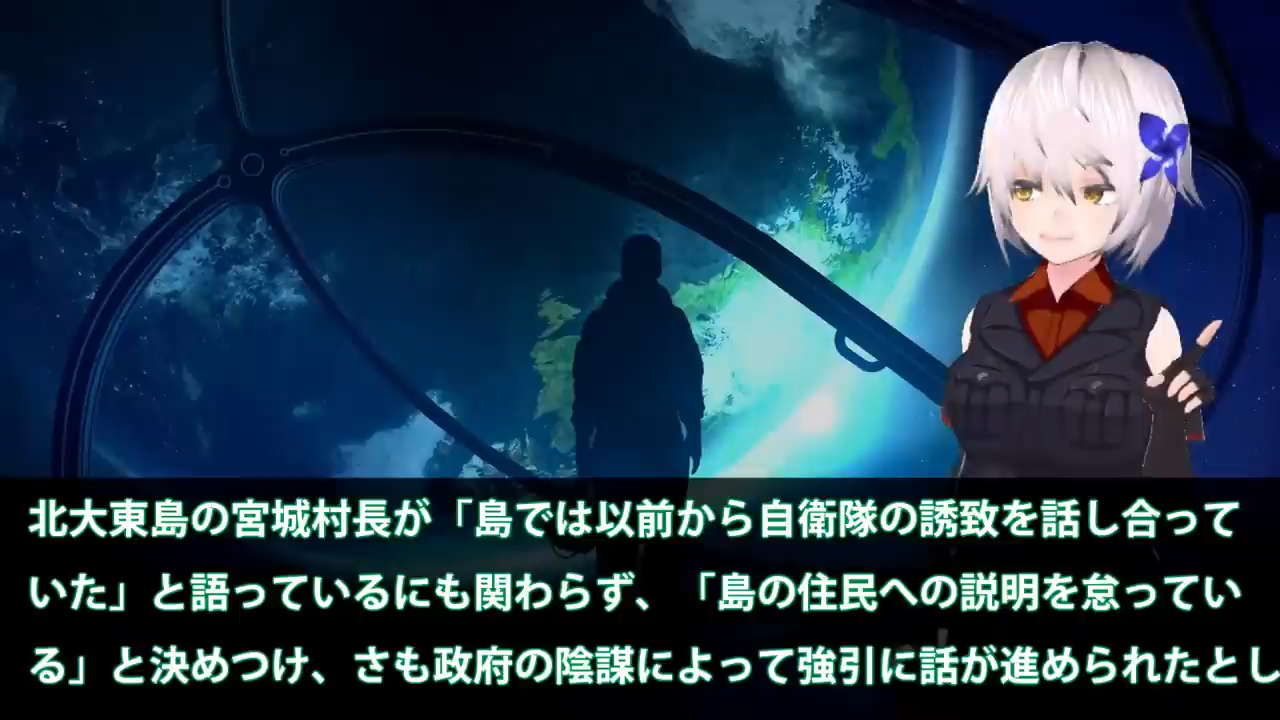 北大東島の宮城村長が「島では以前から自衛隊の誘致を話し合って
いた」と語っているにも関わらず、「島の住民への説明を怠ってい
る」と決めつけ、さも政府の陰謀によって強引に話が進められたとし